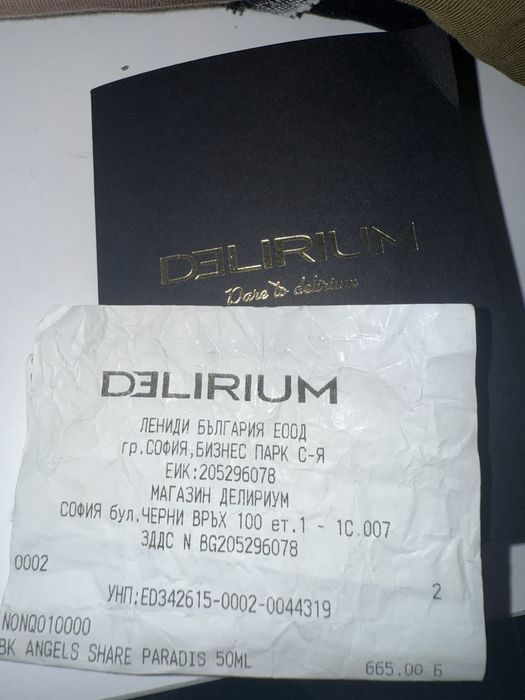 DELIRIUM
Dare to delirium
DELIRIUM
ЛЕНИДИ БЪЛГАРИЯ ЕООД
гр.СОФИЯ,БИЗНЕС ПАРК С-Я
ЕИК:205296078
МАГАЗИН ДЕЛИРИУМ
СОФИЯ бул.ЧЕРНИ ВРЪХ 100 ет.1 - 1C.007
ЗДДС N BG205296078
0002 2
УНП:ED342615-0002-0044319
NONQ010000
BK ANGELS SHARE PARADIS 50ML 665.00 Б